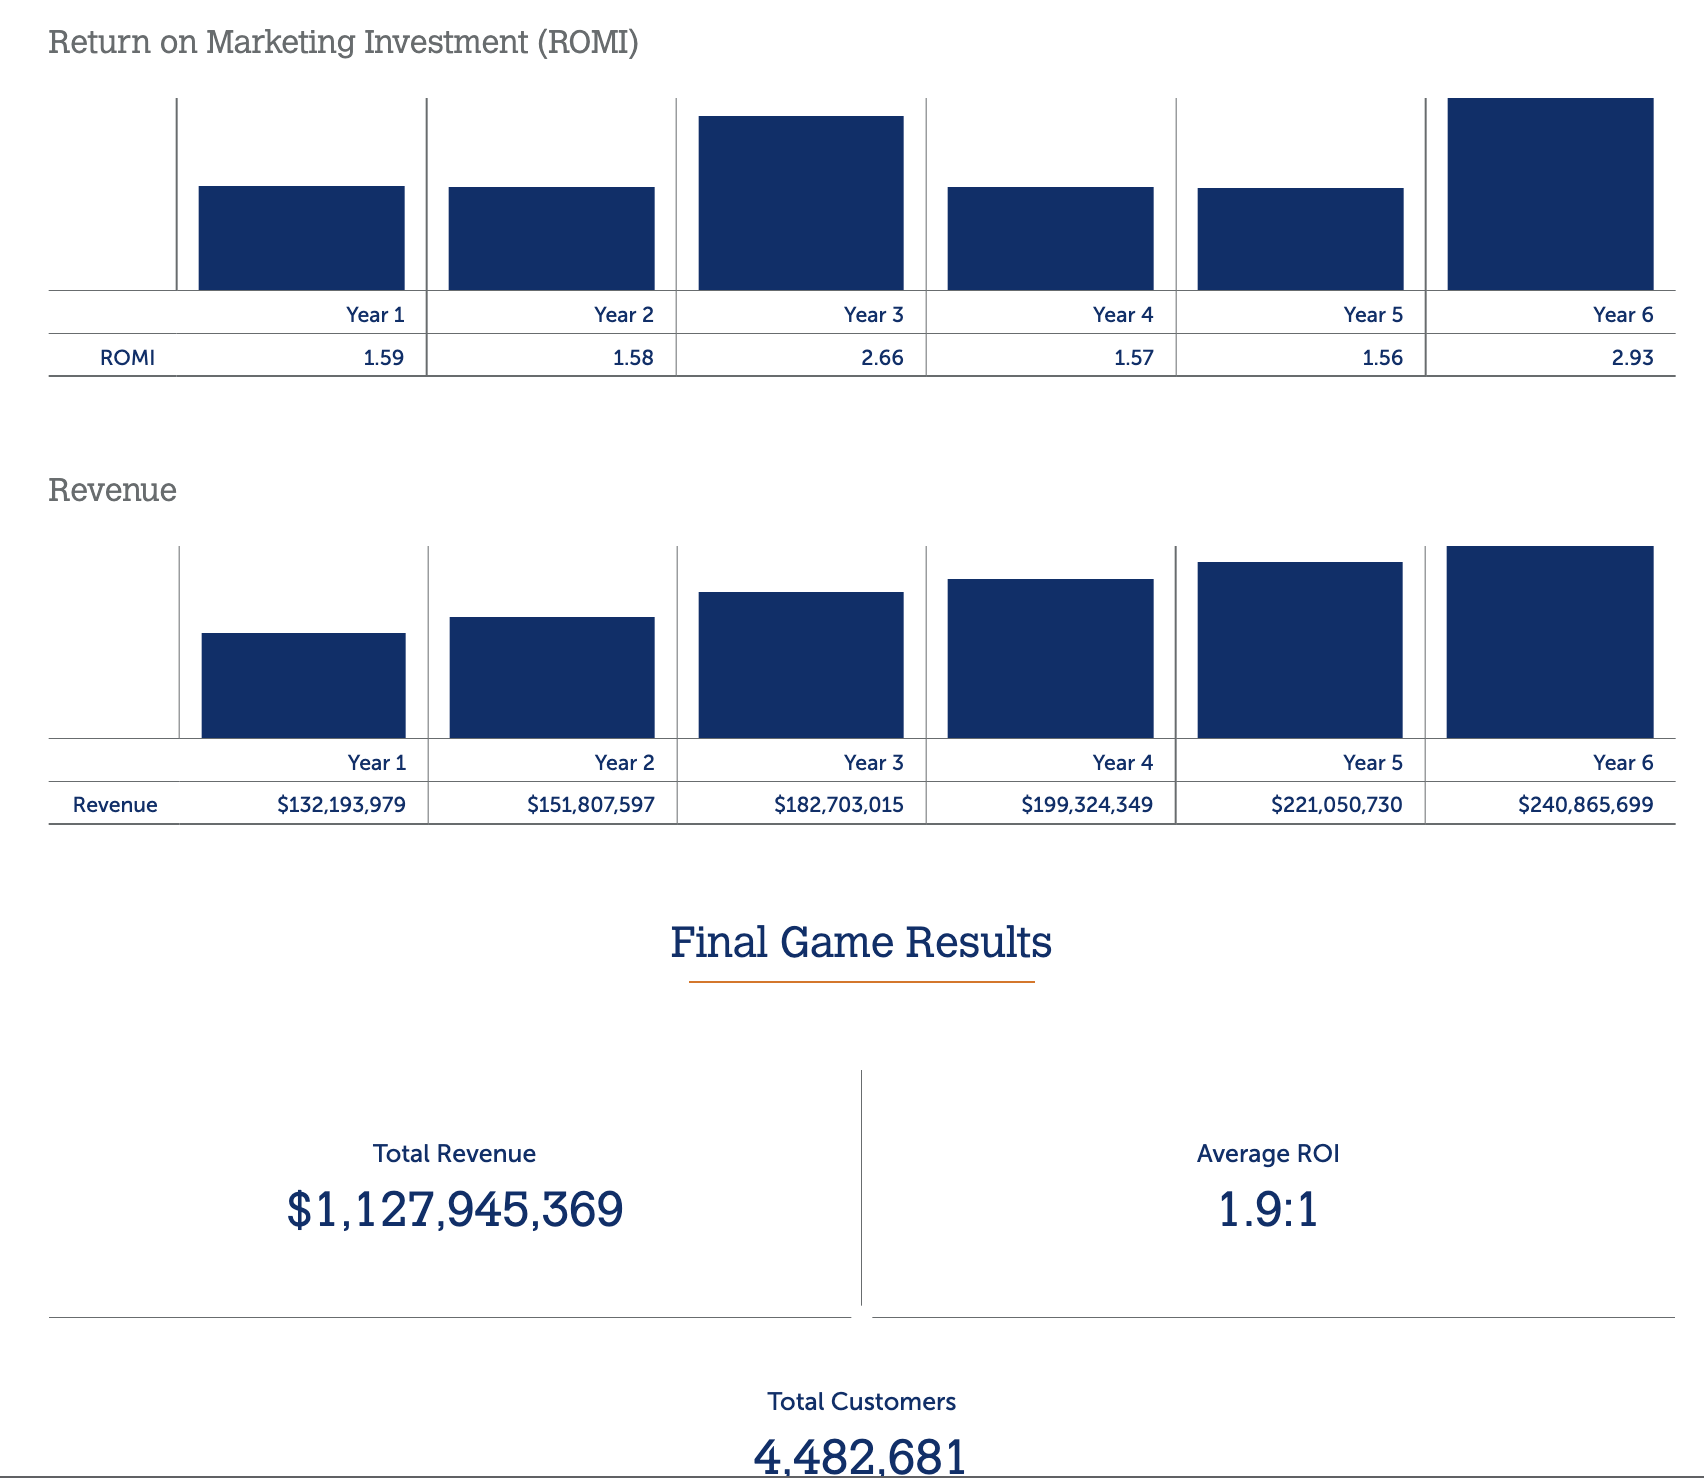 Return on Marketing Investment (ROMI)
Year 1 Year 2 Year 3 Year 4 Year 5 Year 6
ROMI 1.59 1.58 2.66 1.57 1.56 2.93
Revenue
Year 1 Year 2 Year 3 Year 4 Year 5 Year 6
Revenue $132,193,979 $151,807,597 $182,703,015 $199,324,349 $221,050,730 $240,865,699
Final Game Results
Total Revenue Average ROI
$1,127,945,369 1.9:1
Total Customers
4,482,681